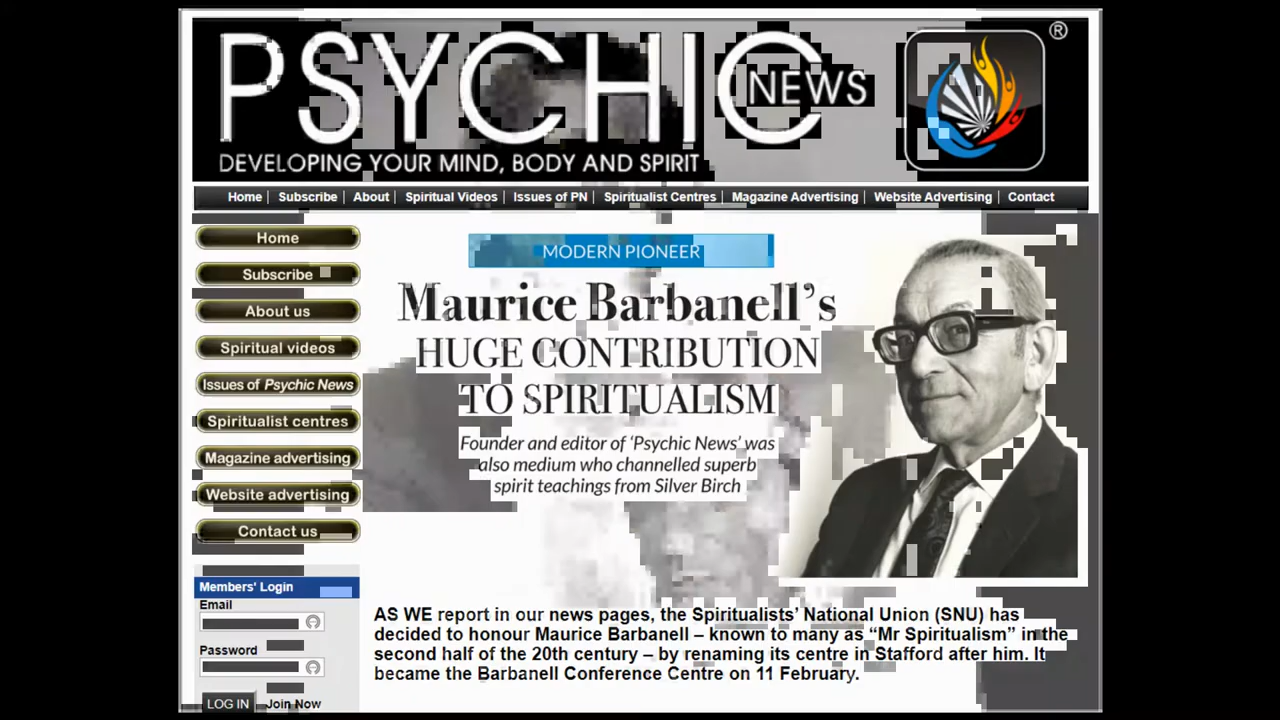 PSYCHIC NEWS ®
DEVELOPING YOUR MIND, BODY AND SPIRIT
Home Subscribe About Spiritual Videos Issues of PN Spiritualist Centres Magazine Advertising Website Advertising Contact
Home
Subscribe
About us
Spiritual videos
Issues of Psychic News
Spiritualist centres
Magazine advertising
Website advertising
Contact us
Members' Login
Email
Password
LOG IN Join Now
MODERN PIONEER
Maurice Barbanell’s
HUGE CONTRIBUTION
TO SPIRITUALISM
Founder and editor of ‘Psychic News’ was
also medium who channelled superb
spirit teachings from Silver Birch
AS WE report in our news pages, the Spiritualists’ National Union (SNU) has
decided to honour Maurice Barbanell – known to many as “Mr Spiritualism” in the
second half of the 20th century – by renaming its centre in Stafford after him. It
became the Barbanell Conference Centre on 11 February.